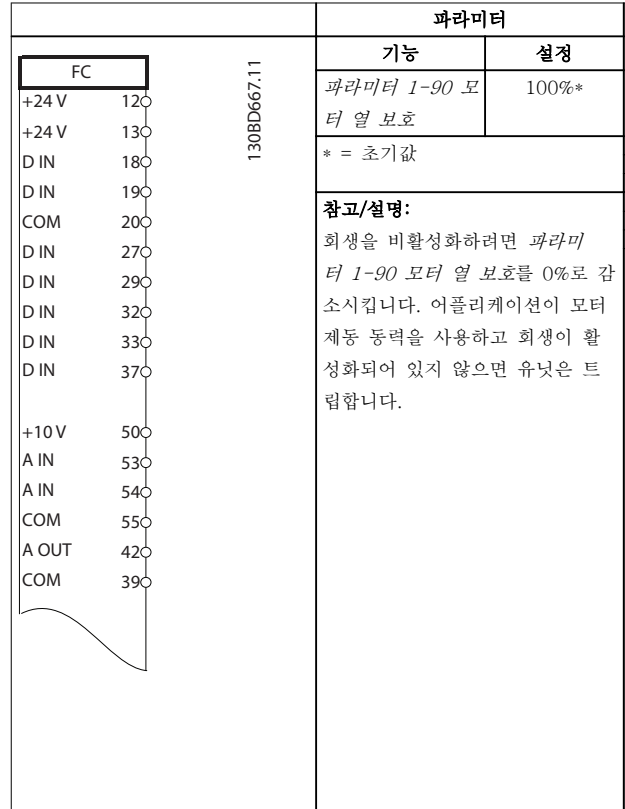 FC
+24 V 12
+24 V 13
D IN 18
D IN 19
COM 20
D IN 27
D IN 29
D IN 32
D IN 33
D IN 37
+10 V 50
A IN 53
A IN 54
COM 55
A OUT 42
COM 39
130BD667.11
파라미터
기능 설정
파라미터 1-90 모 100%*
터 열 보호
* = 초기값
참고/설명:
회생을 비활성화하려면 파라미
터 1-90 모터 열 보호를 0%로 감
소시킵니다. 어플리케이션이 모터
제동 동력을 사용하고 회생이 활
성화되어 있지 않으면 유닛은 트
립합니다.